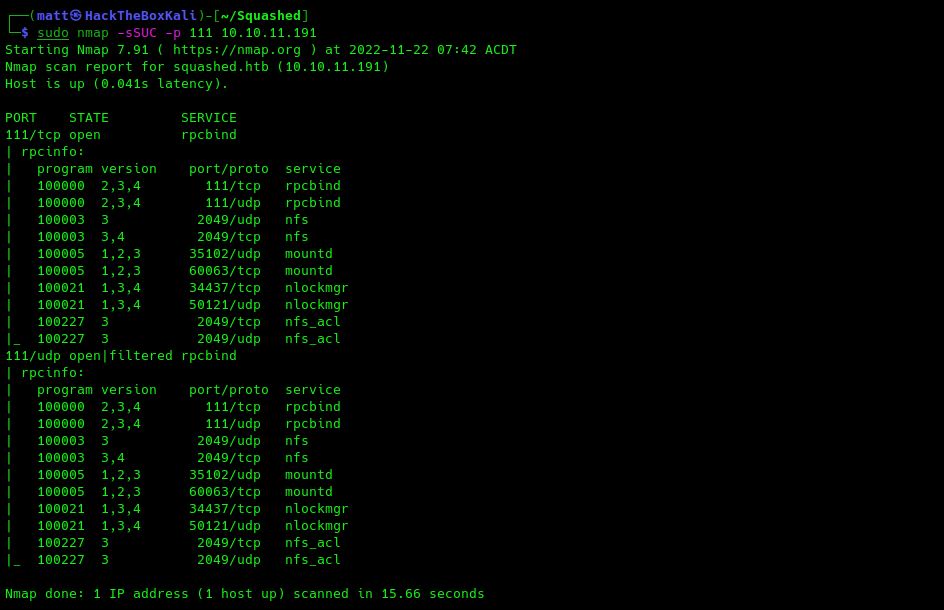 ┌──(matt㉿HackTheBoxKali)-[~/Squashed]
└─$ sudo nmap -sSUC -p 111 10.10.11.191
Starting Nmap 7.91 ( https://nmap.org ) at 2022-11-22 07:42 ACDT
Nmap scan report for squashed.htb (10.10.11.191)
Host is up (0.041s latency).

PORT    STATE         SERVICE
111/tcp open          rpcbind
| rpcinfo:
|   program version    port/proto  service
|   100000  2,3,4        111/tcp   rpcbind
|   100000  2,3,4        111/udp   rpcbind
|   100003  3           2049/udp   nfs
|   100003  3,4         2049/tcp   nfs
|   100005  1,2,3      35102/udp   mountd
|   100005  1,2,3      60063/tcp   mountd
|   100021  1,3,4      34437/tcp   nlockmgr
|   100021  1,3,4      50121/udp   nlockmgr
|   100227  3           2049/tcp   nfs_acl
|_  100227  3           2049/udp   nfs_acl
111/udp open|filtered rpcbind
| rpcinfo:
|   program version    port/proto  service
|   100000  2,3,4        111/tcp   rpcbind
|   100000  2,3,4        111/udp   rpcbind
|   100003  3           2049/udp   nfs
|   100003  3,4         2049/tcp   nfs
|   100005  1,2,3      35102/udp   mountd
|   100005  1,2,3      60063/tcp   mountd
|   100021  1,3,4      34437/tcp   nlockmgr
|   100021  1,3,4      50121/udp   nlockmgr
|   100227  3           2049/tcp   nfs_acl
|_  100227  3           2049/udp   nfs_acl

Nmap done: 1 IP address (1 host up) scanned in 15.66 seconds